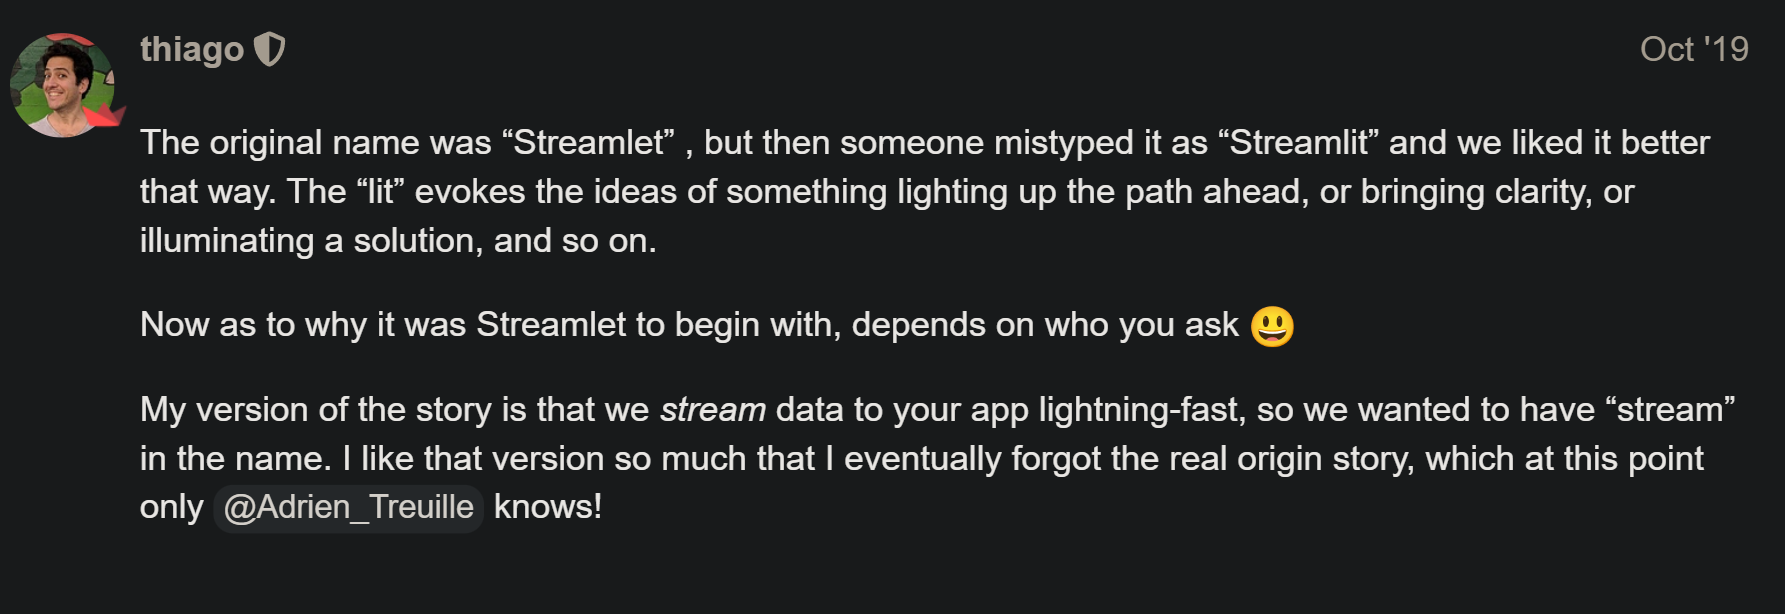 thiago
Oct '19
The original name was “Streamlet” , but then someone mistyped it as “Streamlit” and we liked it better
that way. The “lit” evokes the ideas of something lighting up the path ahead, or bringing clarity, or
illuminating a solution, and so on.
Now as to why it was Streamlet to begin with, depends on who you ask 😃
My version of the story is that we stream data to your app lightning-fast, so we wanted to have “stream”
in the name. I like that version so much that I eventually forgot the real origin story, which at this point
only @Adrien_Treuille knows!